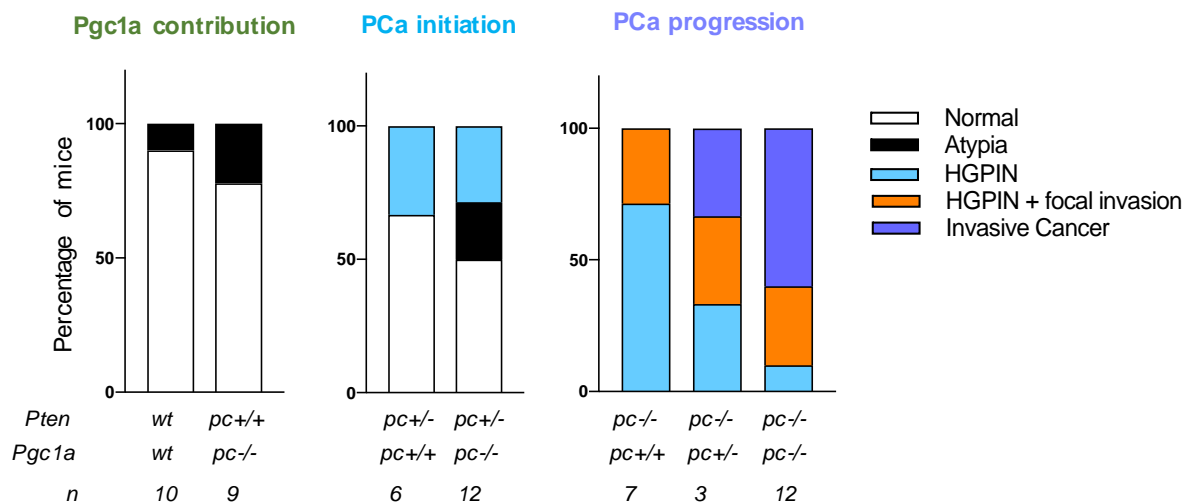 Pgc1a contribution
PCa initiation
PCa progression
Percentage of mice
100
50
0
100
50
0
100
50
0
Normal
Atypia
HGPIN
HGPIN + focal invasion
Invasive Cancer
Pten wt pc+/+ pc+/- pc+/- pc-/- pc-/- pc-/-
Pgc1a wt pc-/- pc+/+ pc-/- pc+/+ pc+/- pc-/-
n 10 9 6 12 7 3 12